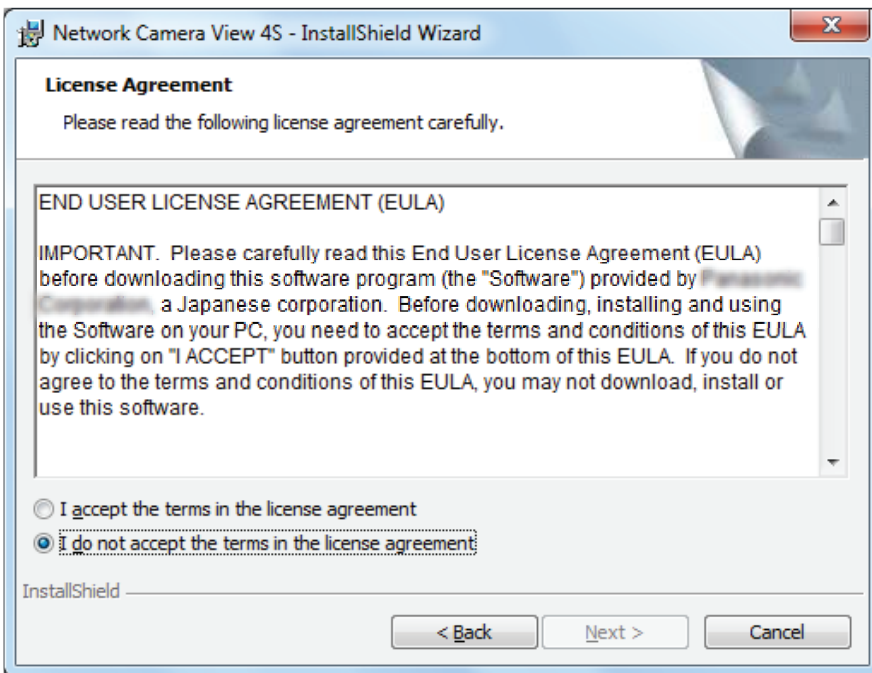 Network Camera View 4S - InstallShield Wizard
License Agreement
Please read the following license agreement carefully.
END USER LICENSE AGREEMENT (EULA)
IMPORTANT.  Please carefully read this End User License Agreement (EULA)
before downloading this software program (the "Software") provided by
a Japanese corporation.  Before downloading, installing and using
the Software on your PC, you need to accept the terms and conditions of this EULA
by clicking on "I ACCEPT" button provided at the bottom of this EULA.  If you do not
agree to the terms and conditions of this EULA, you may not download, install or
use this software.
I accept the terms in the license agreement
I do not accept the terms in the license agreement
InstallShield
< Back
Next >
Cancel